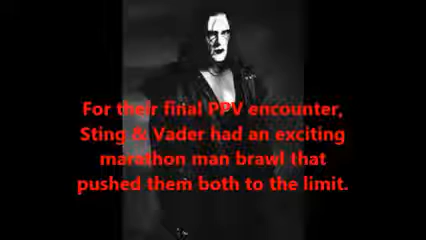 For their final PPV encounter,
Sting & Vader had an exciting
marathon man brawl that
pushed them both to the limit.